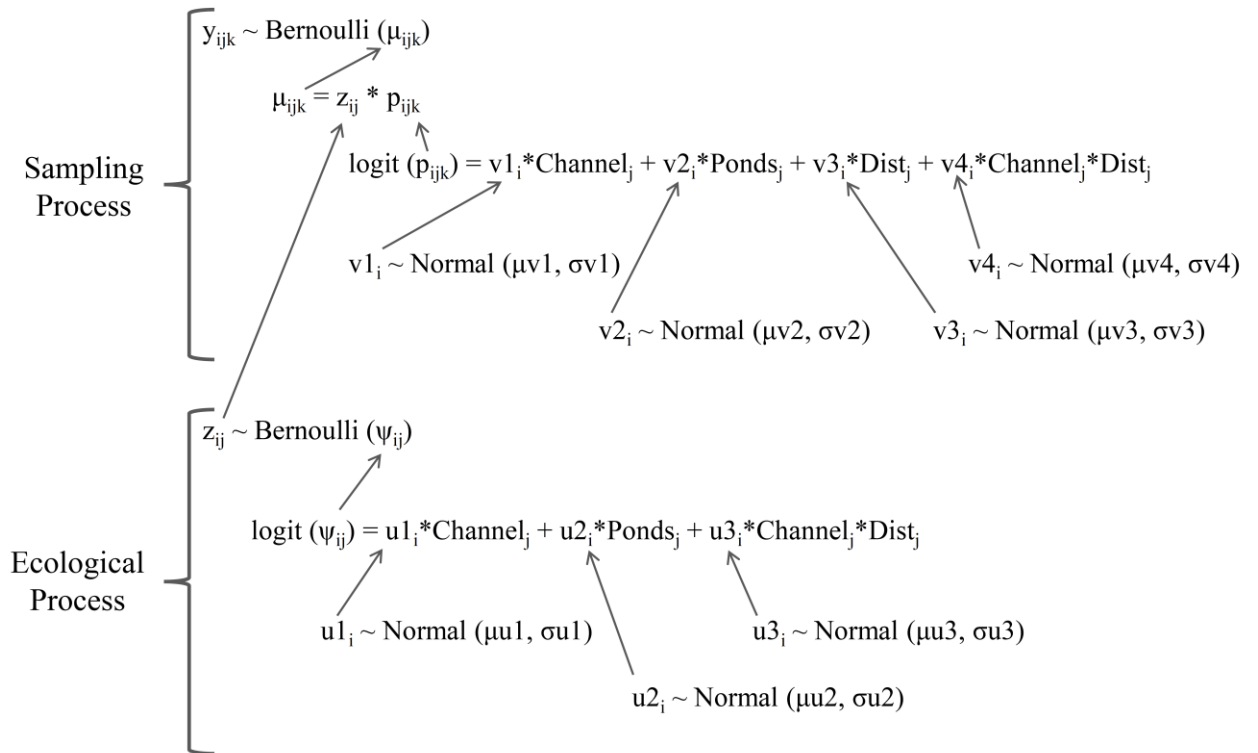 y_ijk ~ Bernoulli (μ_ijk)
μ_ijk = z_ij * p_ijk
Sampling
Process
logit (p_ijk) = v1_i*Channel_j + v2_i*Ponds_j + v3_i*Dist_j + v4_i*Channel_j*Dist_j
v1_i ~ Normal (μv1, σv1)
v4_i ~ Normal (μv4, σv4)
v2_i ~ Normal (μv2, σv2)
v3_i ~ Normal (μv3, σv3)
z_ij ~ Bernoulli (ψ_ij)
logit (ψ_ij) = u1_i*Channel_j + u2_i*Ponds_j + u3_i*Channel_j*Dist_j
Ecological
Process
u1_i ~ Normal (μu1, σu1)
u3_i ~ Normal (μu3, σu3)
u2_i ~ Normal (μu2, σu2)